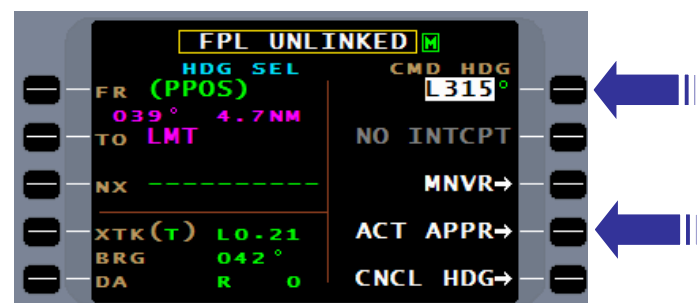 FPL UNLINKED M
HDG SEL CMD HDG
FR (PPOS) L315°
039° 4.7NM
TO LMT NO INTCPT
NX ---------- MNVR→
XTK(T) L0.21 ACT APPR→
BRG 042°
DA R 0 CNCL HDG→